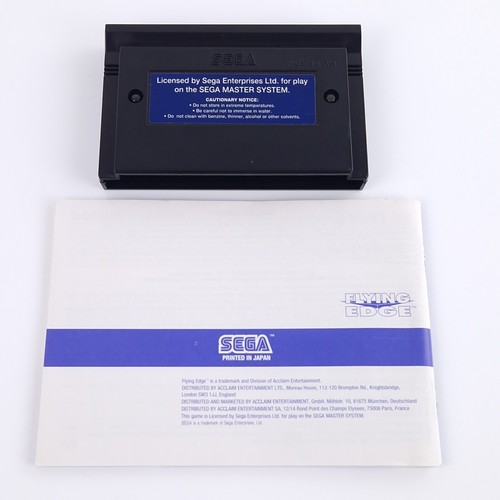 SEGA
Licensed by Sega Enterprises Ltd. for play
on the SEGA MASTER SYSTEM.
CAUTIONARY NOTICE:
• Do not store in extreme temperatures.
• Be careful not to immerse in water.
• Do not clean with benzine, thinner, alcohol or other solvents.
FLYING
EDGE™
SEGA
PRINTED IN JAPAN
Flying Edge™ is a trademark and Division of Acclaim Entertainment.
DISTRIBUTED BY ACCLAIM ENTERTAINMENT LTD., Moreau House, 112-120 Brompton Rd., Knightsbridge,
London SW3 1JJ, England
DISTRIBUTED AND MARKETED BY ACCLAIM ENTERTAINMENT GmbH, 10, 81675 München, Deutschland
DISTRIBUTED BY ACCLAIM ENTERTAINMENT SA, 12/14 Rond Point des Champs Elysees, 75008 Paris, France
This game is Licensed by Sega Enterprises Ltd. for play on the SEGA MASTER SYSTEM.
SEGA is a trademark of Sega Enterprises Ltd.